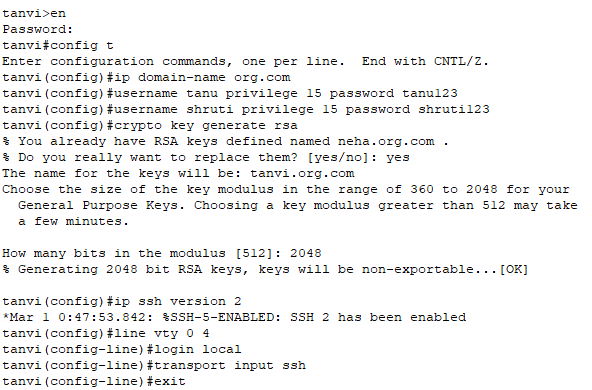 tanvi>en
Password:
tanvi#config t
Enter configuration commands, one per line.  End with CNTL/Z.
tanvi(config)#ip domain-name org.com
tanvi(config)#username tanu privilege 15 password tanu123
tanvi(config)#username shruti privilege 15 password shruti123
tanvi(config)#crypto key generate rsa
% You already have RSA keys defined named neha.org.com .
% Do you really want to replace them? [yes/no]: yes
The name for the keys will be: tanvi.org.com
Choose the size of the key modulus in the range of 360 to 2048 for your
  General Purpose Keys. Choosing a key modulus greater than 512 may take
  a few minutes.

How many bits in the modulus [512]: 2048
% Generating 2048 bit RSA keys, keys will be non-exportable...[OK]

tanvi(config)#ip ssh version 2
*Mar 1 0:47:53.842: %SSH-5-ENABLED: SSH 2 has been enabled
tanvi(config)#line vty 0 4
tanvi(config-line)#login local
tanvi(config-line)#transport input ssh
tanvi(config-line)#exit